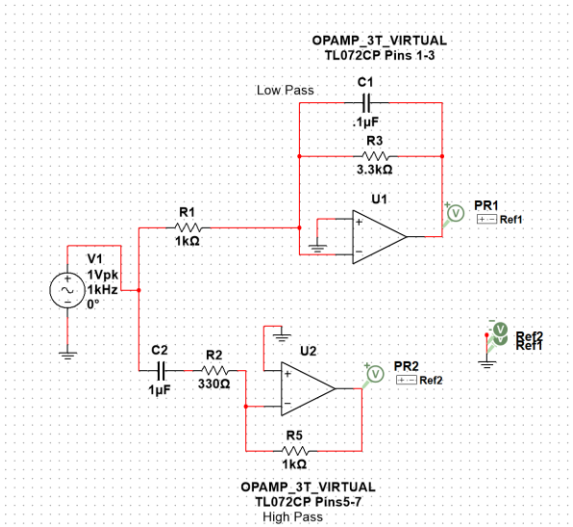 OPAMP_3T_VIRTUAL
TL072CP Pins 1-3
Low Pass
C1
.1µF
R3
3.3kΩ
U1
+
−
+
V
PR1
+ - Ref1
R1
1kΩ
V1
1Vpk
1kHz
0°
+
−
C2
1µF
R2
330Ω
U2
+
−
+
V
PR2
+ - Ref2
R5
1kΩ
V
V
Ref2
Ref1
OPAMP_3T_VIRTUAL
TL072CP Pins5-7
High Pass